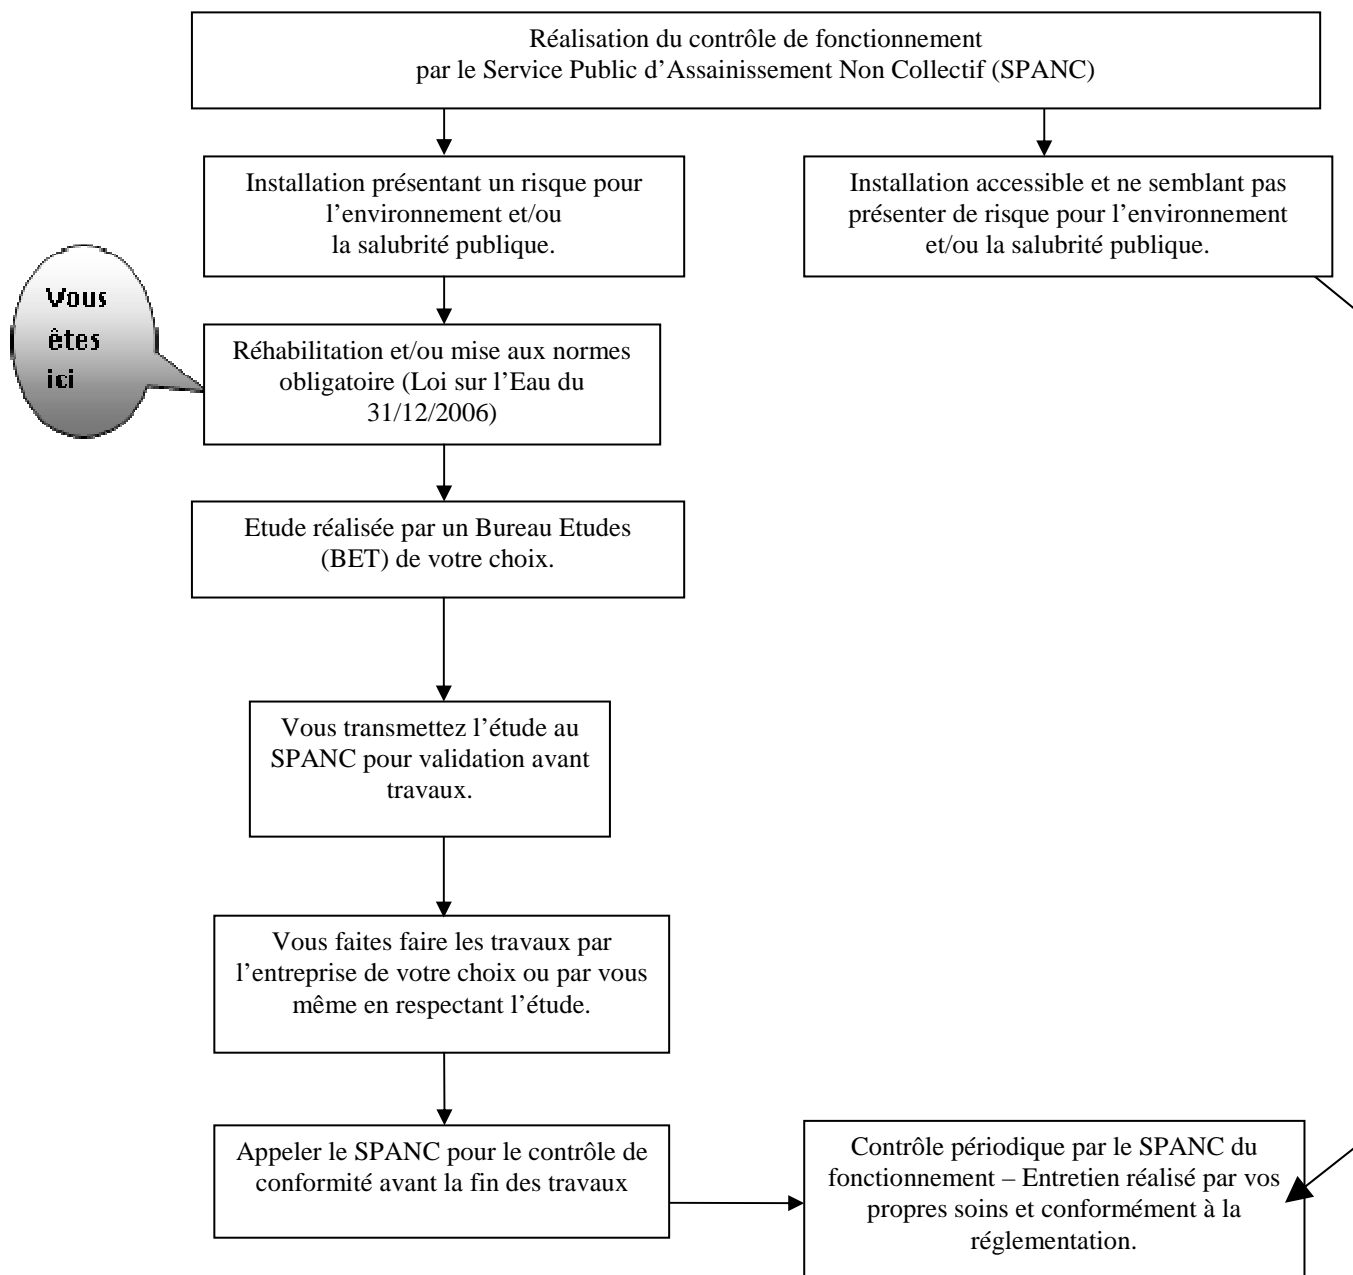 Réalisation du contrôle de fonctionnement
par le Service Public d’Assainissement Non Collectif (SPANC)
Installation présentant un risque pour
l’environnement et/ou
la salubrité publique.
Installation accessible et ne semblant pas
présenter de risque pour l’environnement
et/ou la salubrité publique.
Vous
êtes
ici
Réhabilitation et/ou mise aux normes
obligatoire (Loi sur l’Eau du
31/12/2006)
Etude réalisée par un Bureau Etudes
(BET) de votre choix.
Vous transmettez l’étude au
SPANC pour validation avant
travaux.
Vous faites faire les travaux par
l’entreprise de votre choix ou par vous
même en respectant l’étude.
Appeler le SPANC pour le contrôle de
conformité avant la fin des travaux
Contrôle périodique par le SPANC du
fonctionnement – Entretien réalisé par vos
propres soins et conformément à la
réglementation.